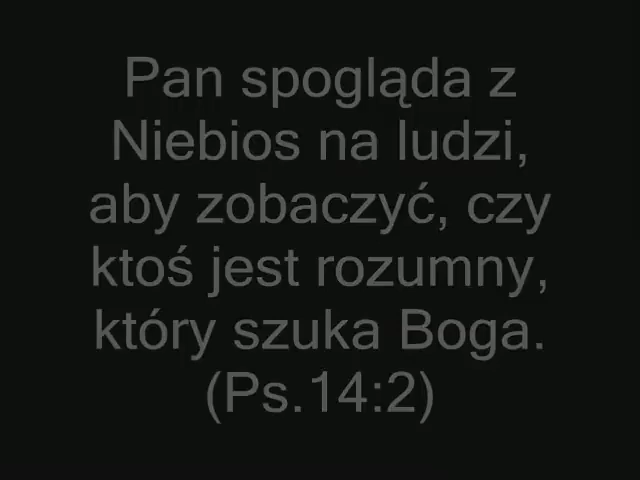 Pan spogląda z
Niebios na ludzi,
aby zobaczyć, czy
ktoś jest rozumny,
który szuka Boga.
(Ps.14:2)